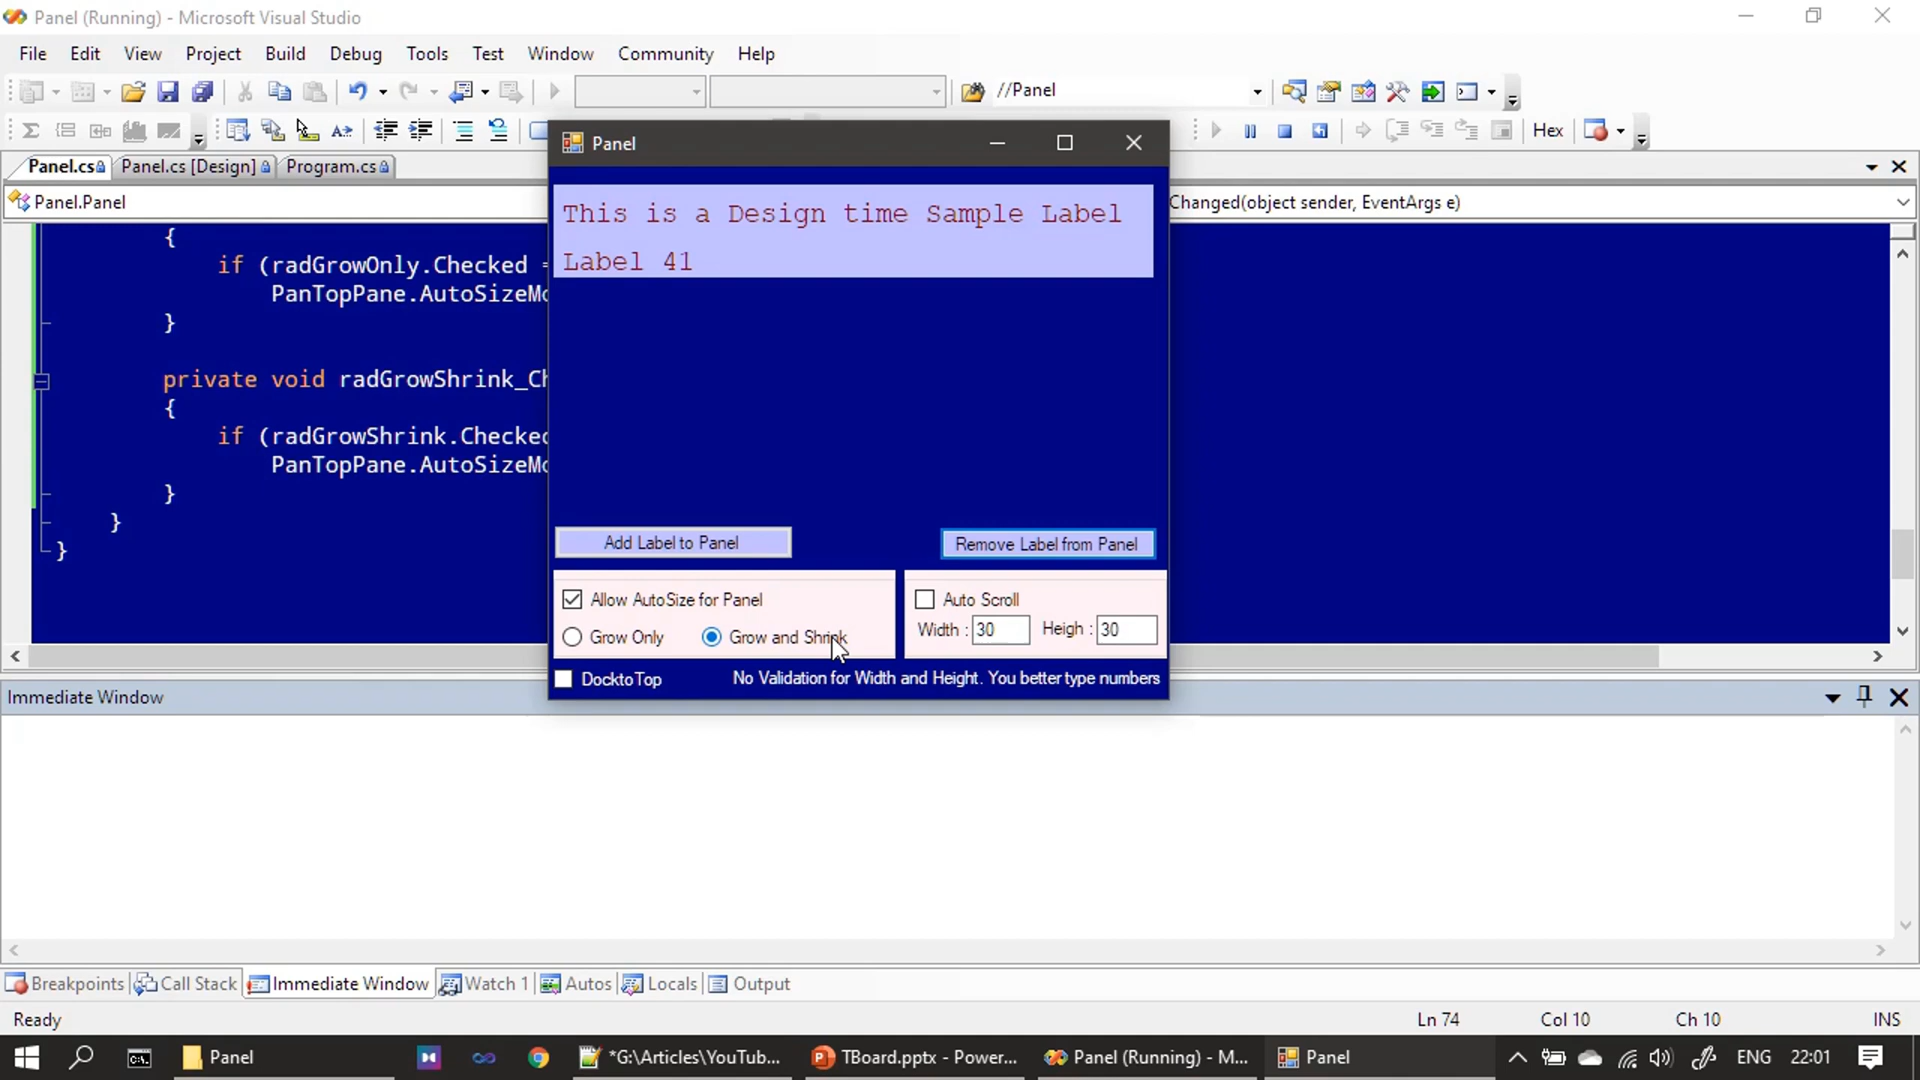 Panel (Running) - Microsoft Visual Studio
File Edit View Project Build Debug Tools Test Window Community Help
//Panel
Hex
Panel.cs Panel.cs [Design] Program.cs
Panel.Panel
Changed(object sender, EventArgs e)
{
if (radGrowOnly.Checked =
PanTopPane.AutoSizeMo
}
private void radGrowShrink_Ch
{
if (radGrowShrink.Checked
PanTopPane.AutoSizeMo
}
}
}
Panel
This is a Design time Sample Label
Label 41
Add Label to Panel Remove Label from Panel
Allow AutoSize for Panel
Grow Only Grow and Shrink
Auto Scroll
Width : 30 Heigh : 30
DocktoTop No Validation for Width and Height. You better type numbers
Immediate Window
Breakpoints Call Stack Immediate Window Watch 1 Autos Locals Output
Ready Ln 74 Col 10 Ch 10 INS
Panel *G:\Articles\YouTub... TBoard.pptx - Power... Panel (Running) - M... Panel ENG 22:01